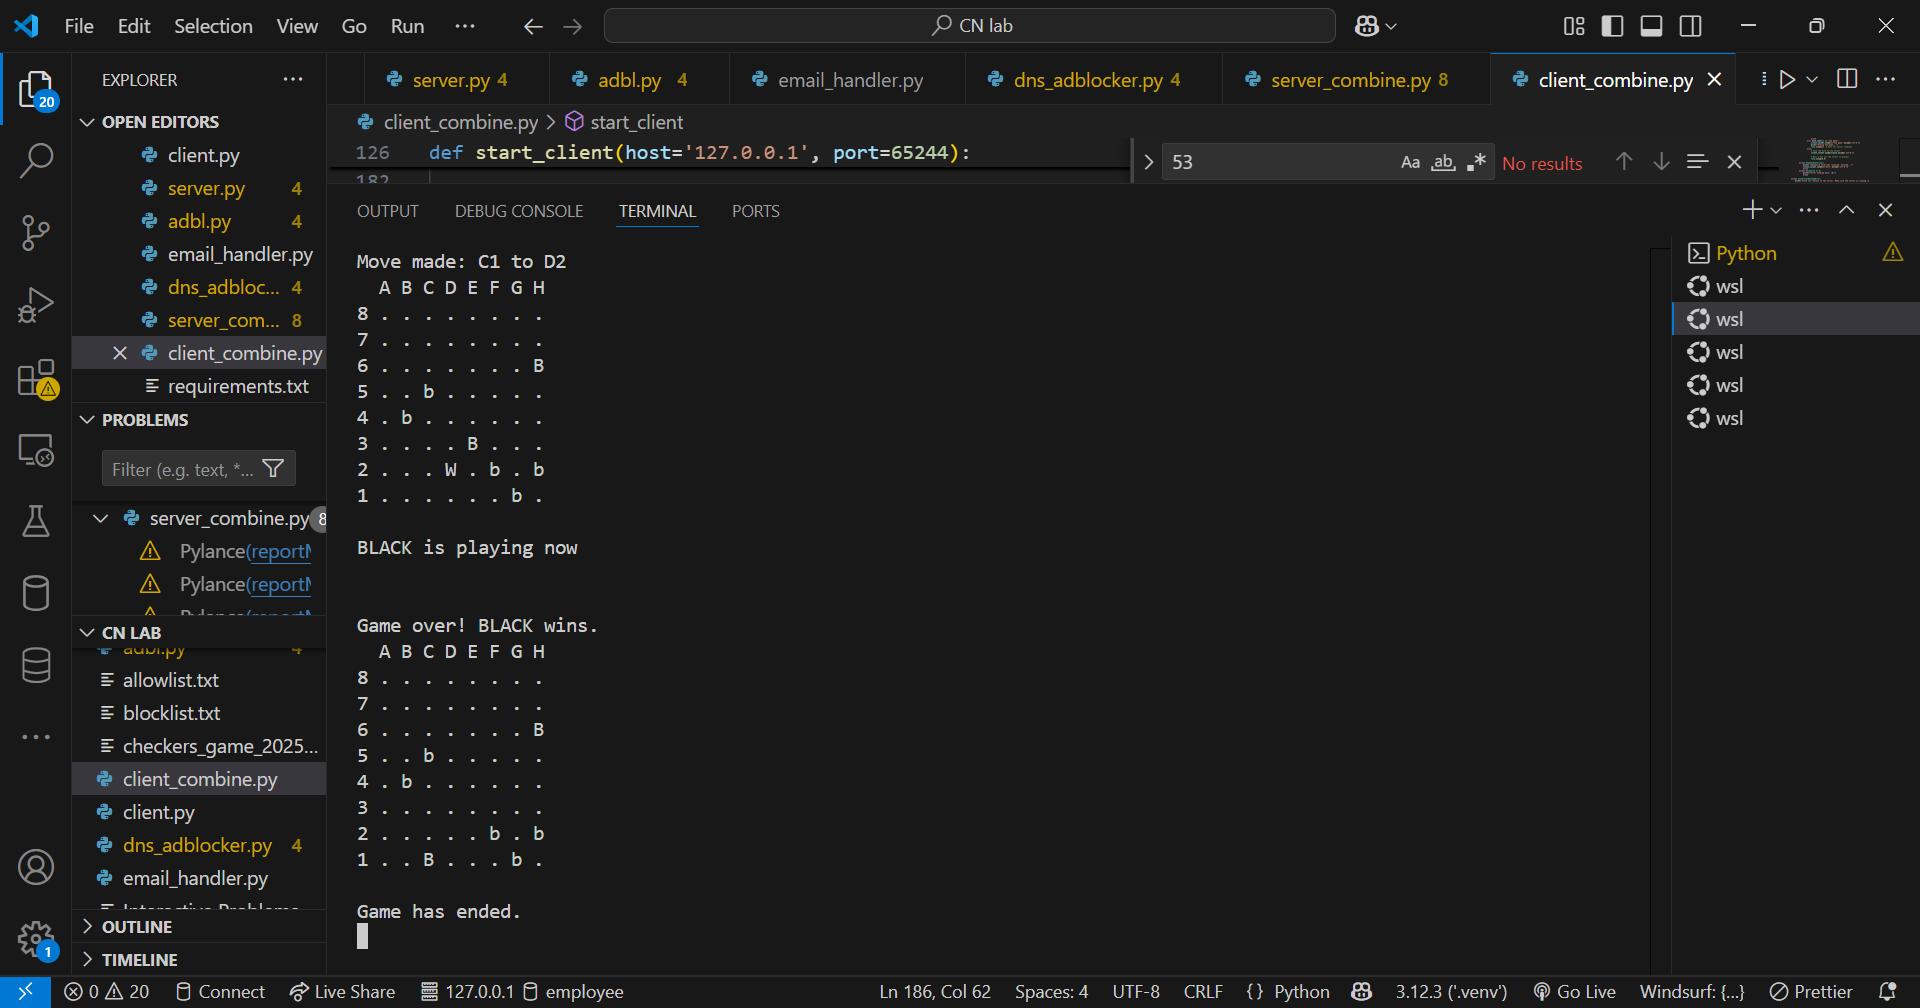 File Edit Selection View Go Run ··· CN lab
EXPLORER ···
20
OPEN EDITORS
client.py
server.py 4
adbl.py 4
email_handler.py
dns_adbloc... 4
server_com... 8
client_combine.py
requirements.txt
PROBLEMS
Filter (e.g. text, *...
server_combine.py 8
Pylance(reportM
Pylance(reportM
CN LAB
adbl.py 4
allowlist.txt
blocklist.txt
checkers_game_2025...
client_combine.py
client.py
dns_adblocker.py 4
email_handler.py
OUTLINE
1
TIMELINE
server.py 4 adbl.py 4 email_handler.py dns_adblocker.py 4 server_combine.py 8 client_combine.py
client_combine.py > start_client
126 def start_client(host='127.0.0.1', port=65244):
182
53 Aa ab No results
OUTPUT DEBUG CONSOLE TERMINAL PORTS
Move made: C1 to D2
  A B C D E F G H
8 . . . . . . . .
7 . . . . . . . .
6 . . . . . . . B
5 . . b . . . . .
4 . b . . . . . .
3 . . . . B . . .
2 . . . W . b . b
1 . . . . . . b .
BLACK is playing now
Game over! BLACK wins.
  A B C D E F G H
8 . . . . . . . .
7 . . . . . . . .
6 . . . . . . . B
5 . . b . . . . .
4 . b . . . . . .
3 . . . . . . . .
2 . . . . . b . b
1 . . B . . . b .
Game has ended.
Python
wsl
wsl
wsl
wsl
wsl
0 20 Connect Live Share 127.0.0.1 employee Ln 186, Col 62 Spaces: 4 UTF-8 CRLF {} Python 3.12.3 ('.venv') Go Live Windsurf: {...} Prettier